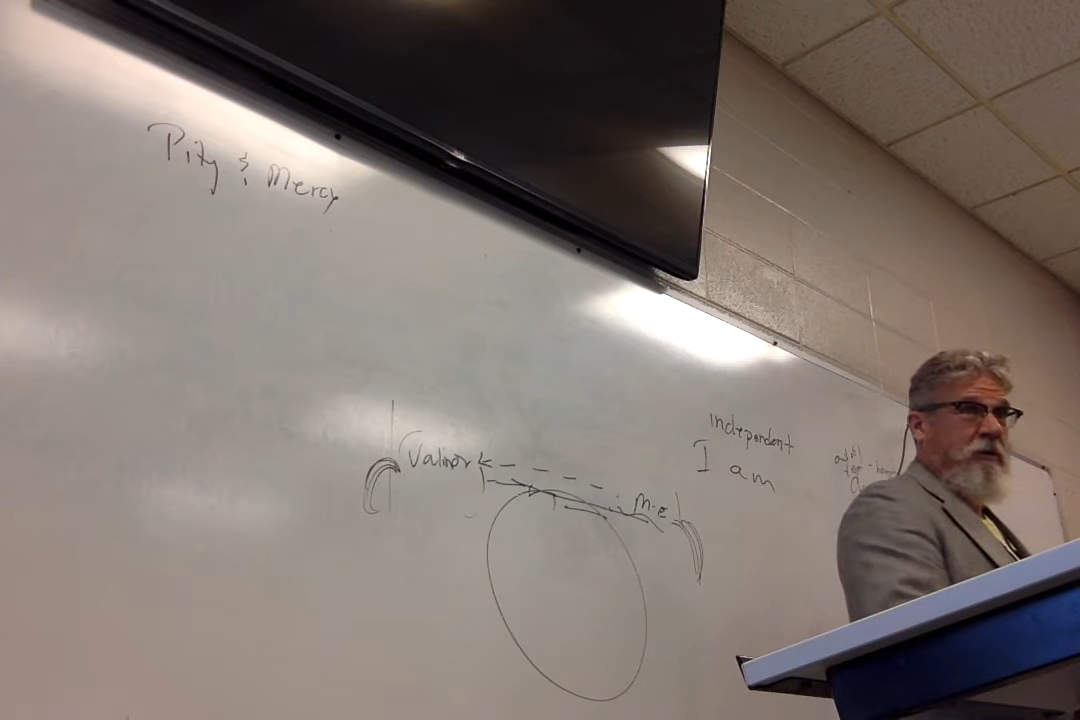 Pity & Mercy
Valinor
M-E
independent
I am